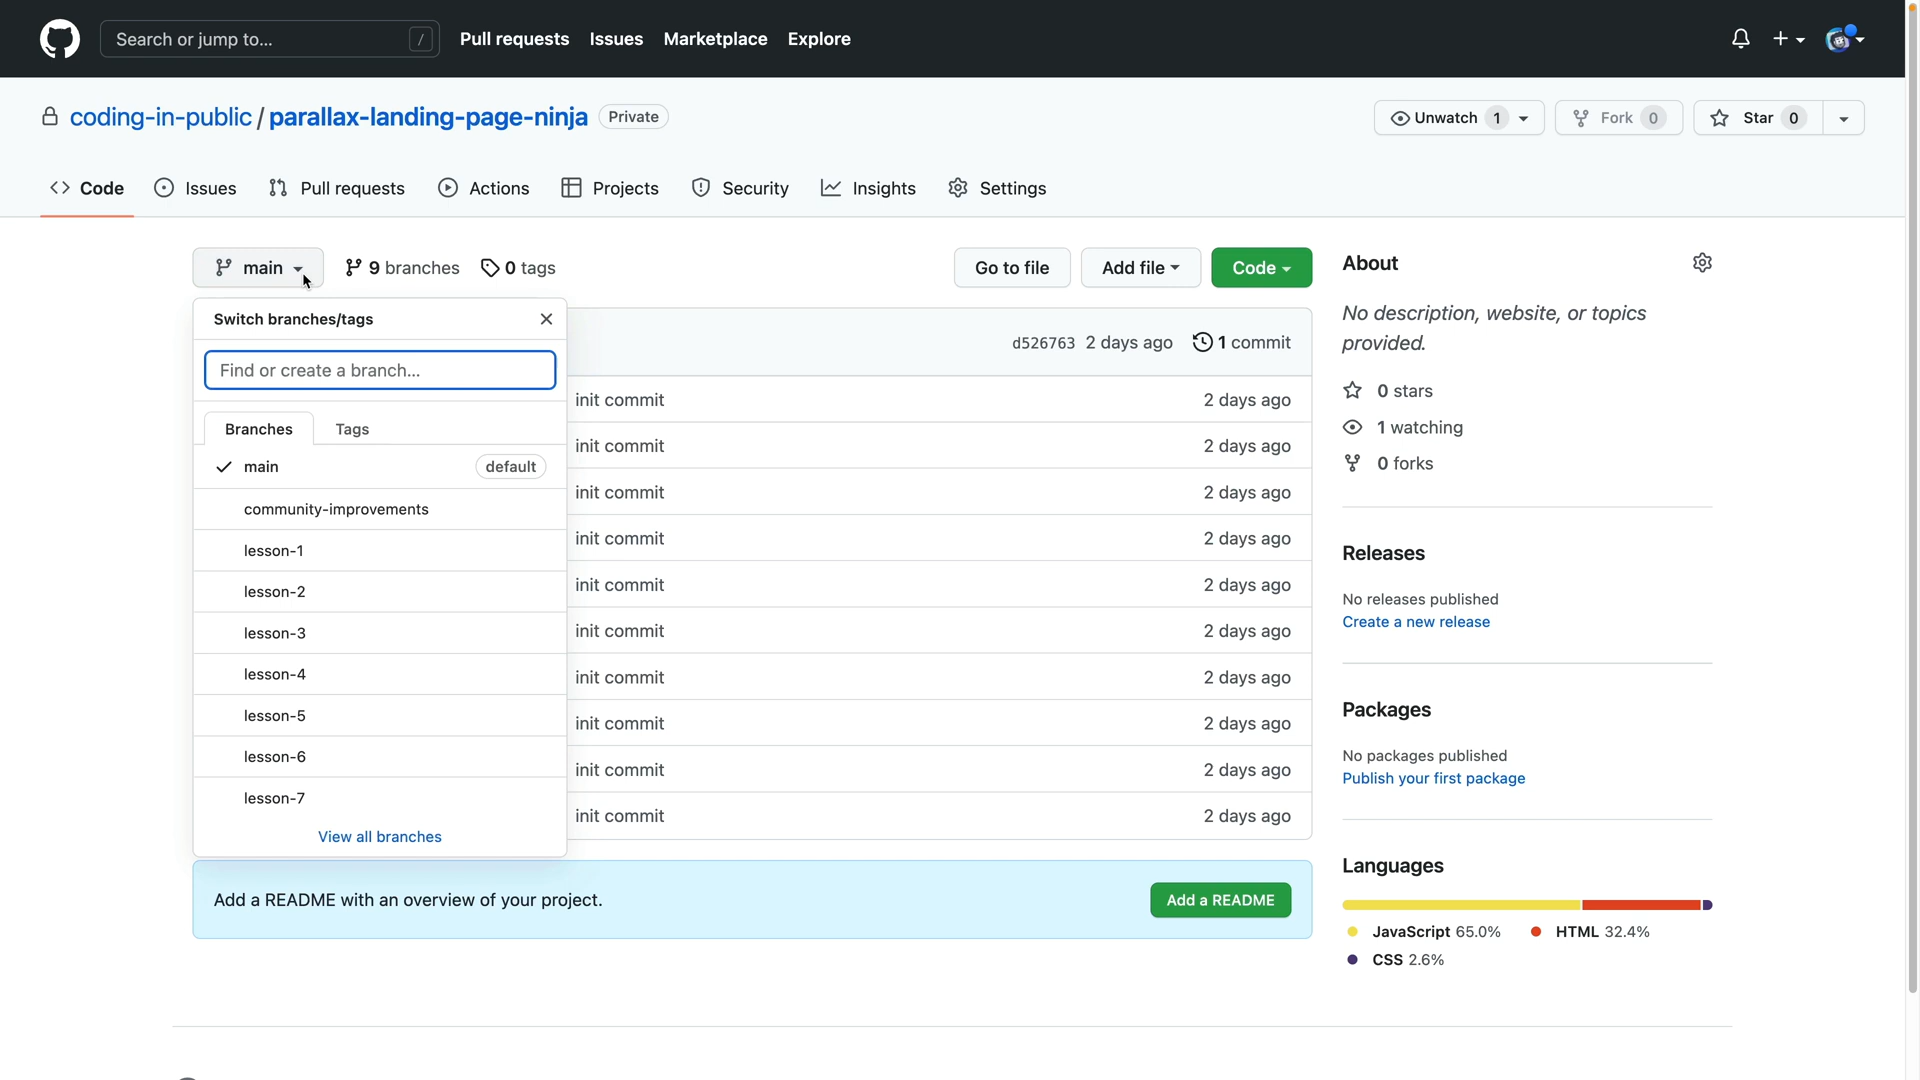 Search or jump to... / Pull requests Issues Marketplace Explore
coding-in-public / parallax-landing-page-ninja Private Unwatch 1 Fork 0 Star 0
<> Code Issues Pull requests Actions Projects Security Insights Settings
main 9 branches 0 tags Go to file Add file Code About
Switch branches/tags
No description, website, or topics
provided.
d526763 2 days ago 1 commit
Find or create a branch...
0 stars
init commit 2 days ago
Branches Tags
1 watching
init commit 2 days ago
main default
0 forks
init commit 2 days ago
community-improvements
init commit 2 days ago
lesson-1
Releases
init commit 2 days ago
lesson-2
No releases published
Create a new release
init commit 2 days ago
lesson-3
init commit 2 days ago
lesson-4
Packages
init commit 2 days ago
lesson-5
No packages published
Publish your first package
init commit 2 days ago
lesson-6
init commit 2 days ago
lesson-7
View all branches
Languages
Add a README with an overview of your project. Add a README
JavaScript 65.0% HTML 32.4%
CSS 2.6%